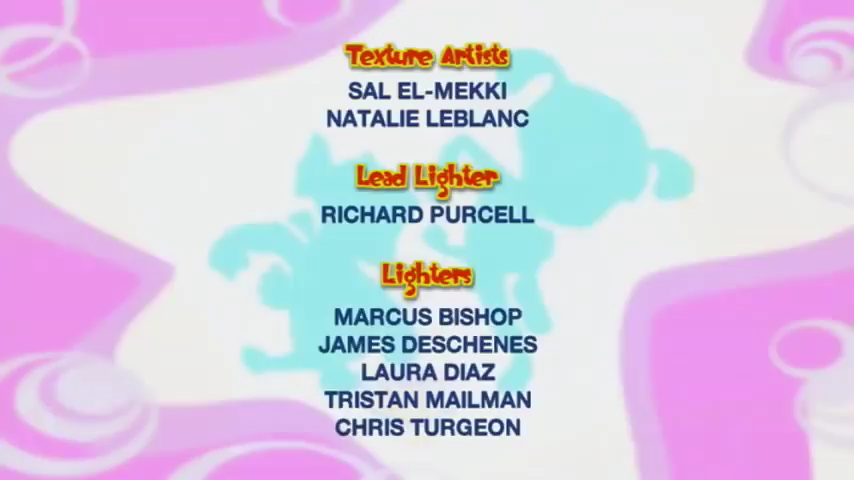 Texture Artists
SAL EL-MEKKI
NATALIE LEBLANC
Lead Lighter
RICHARD PURCELL
Lighters
MARCUS BISHOP
JAMES DESCHENES
LAURA DIAZ
TRISTAN MAILMAN
CHRIS TURGEON